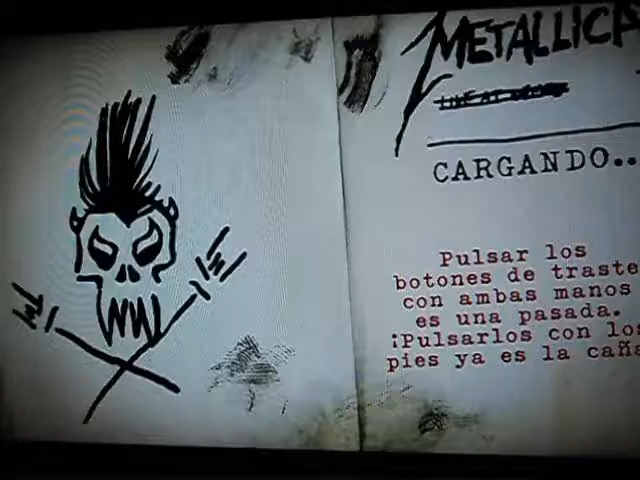 METALLICA
CARGANDO..
Pulsar los
botones de traste
con ambas manos
es una pasada.
¡Pulsarlos con los
pies ya es la caña